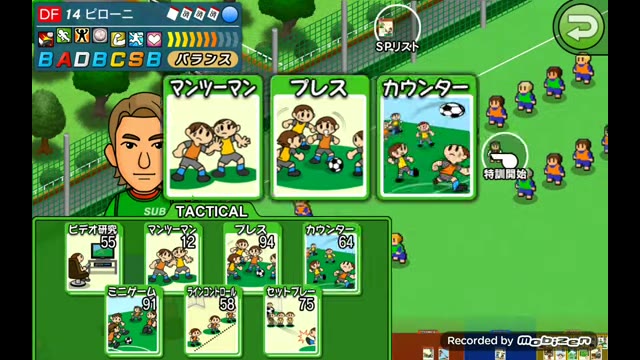 DF 14 ピローニ
SPリスト
B A D B C S B バランス
マンツーマン プレス カウンター
特訓開始
SUB TACTICAL
ビデオ研究 55
マンツーマン 12
プレス 94
カウンター 64
ミニゲーム 91
ラインコントロール 58
セットプレー 75
Recorded by Mobizen